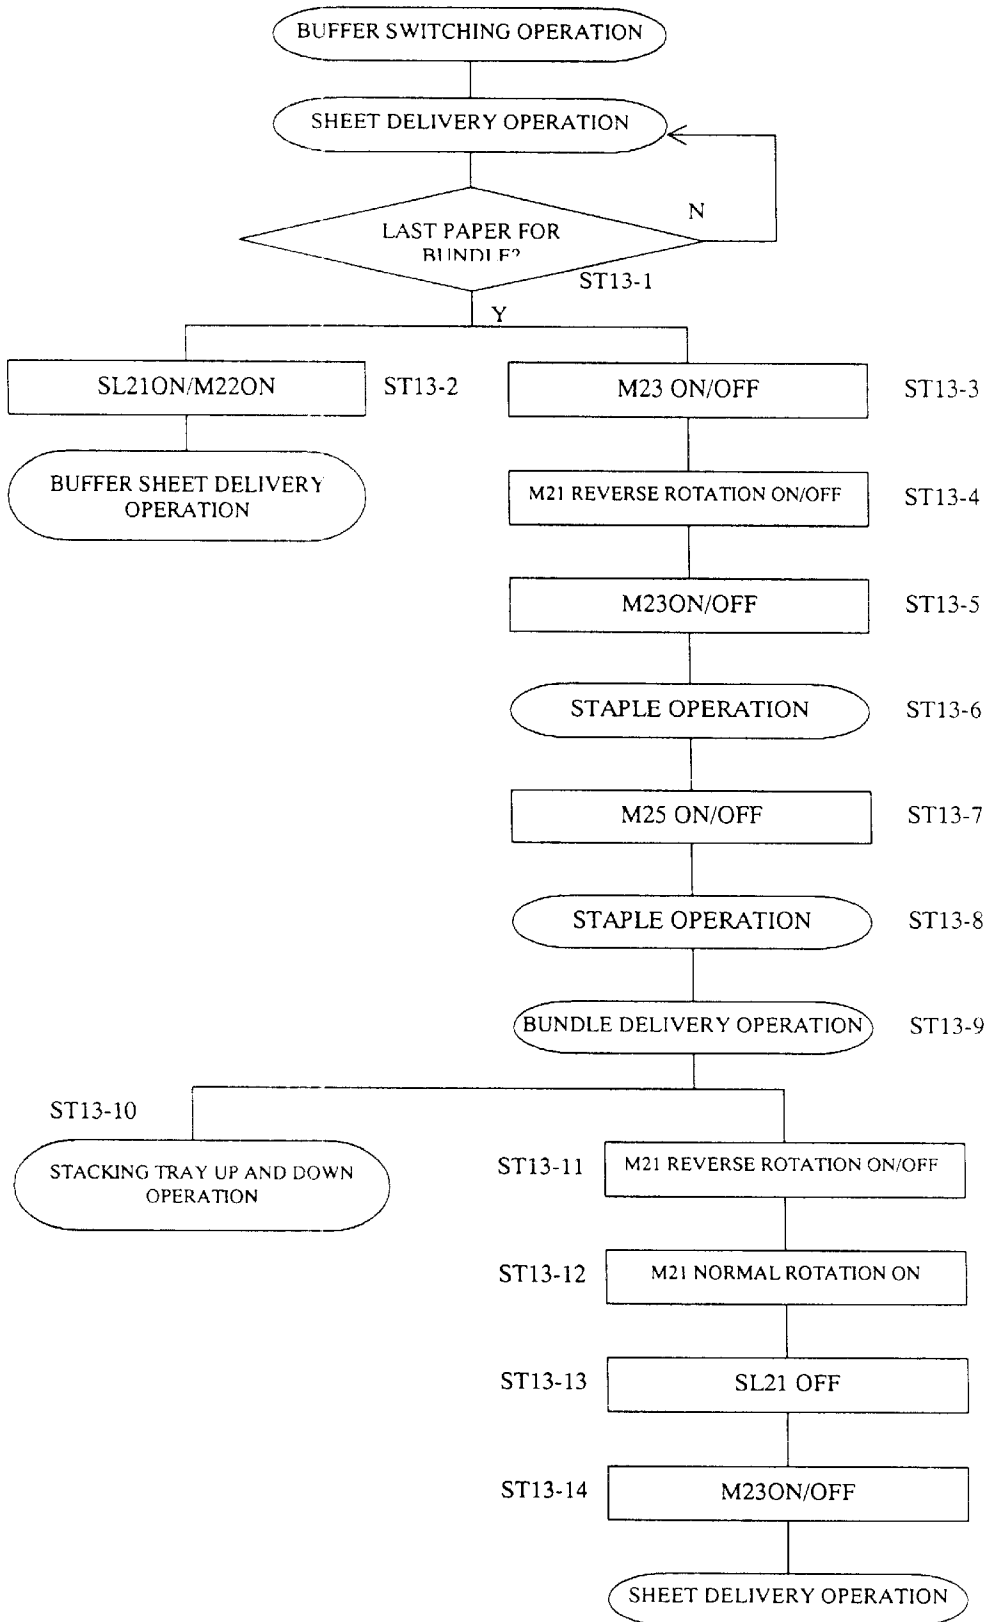 BUFFER SWITCHING OPERATION
SHEET DELIVERY OPERATION
N
LAST PAPER FOR
BUNDLE?
ST13-1
Y
SL21ON/M22ON
ST13-2
M23 ON/OFF
ST13-3
BUFFER SHEET DELIVERY
OPERATION
M21 REVERSE ROTATION ON/OFF
ST13-4
M23ON/OFF
ST13-5
STAPLE OPERATION
ST13-6
M25 ON/OFF
ST13-7
STAPLE OPERATION
ST13-8
BUNDLE DELIVERY OPERATION
ST13-9
ST13-10
STACKING TRAY UP AND DOWN
OPERATION
ST13-11
M21 REVERSE ROTATION ON/OFF
ST13-12
M21 NORMAL ROTATION ON
ST13-13
SL21 OFF
ST13-14
M23ON/OFF
SHEET DELIVERY OPERATION